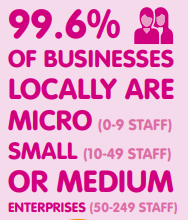 99.6%
OF BUSINESSES
LOCALLY ARE
MICRO (0-9 STAFF)
SMALL (10-49 STAFF)
OR MEDIUM
ENTERPRISES (50-249 STAFF)